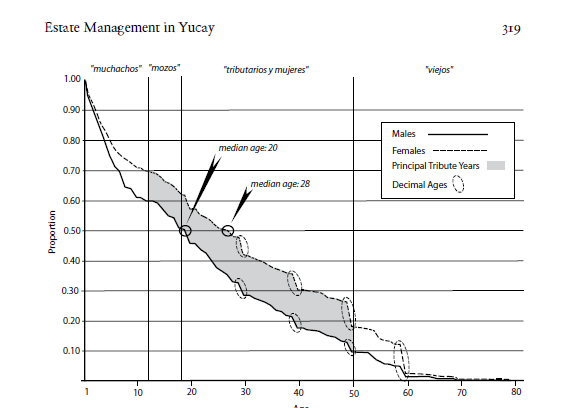 Estate Management in Yucay 319
"muchachos" "mozos" "tributarios y mujeres" "viejos"
1.00
0.90
0.80
0.70
0.60
0.50
0.40
0.30
0.20
0.10
Proportion
median age: 20
median age: 28
Males
Females
Principal Tribute Years
Decimal Ages
1 10 20 30 40 50 60 70 80